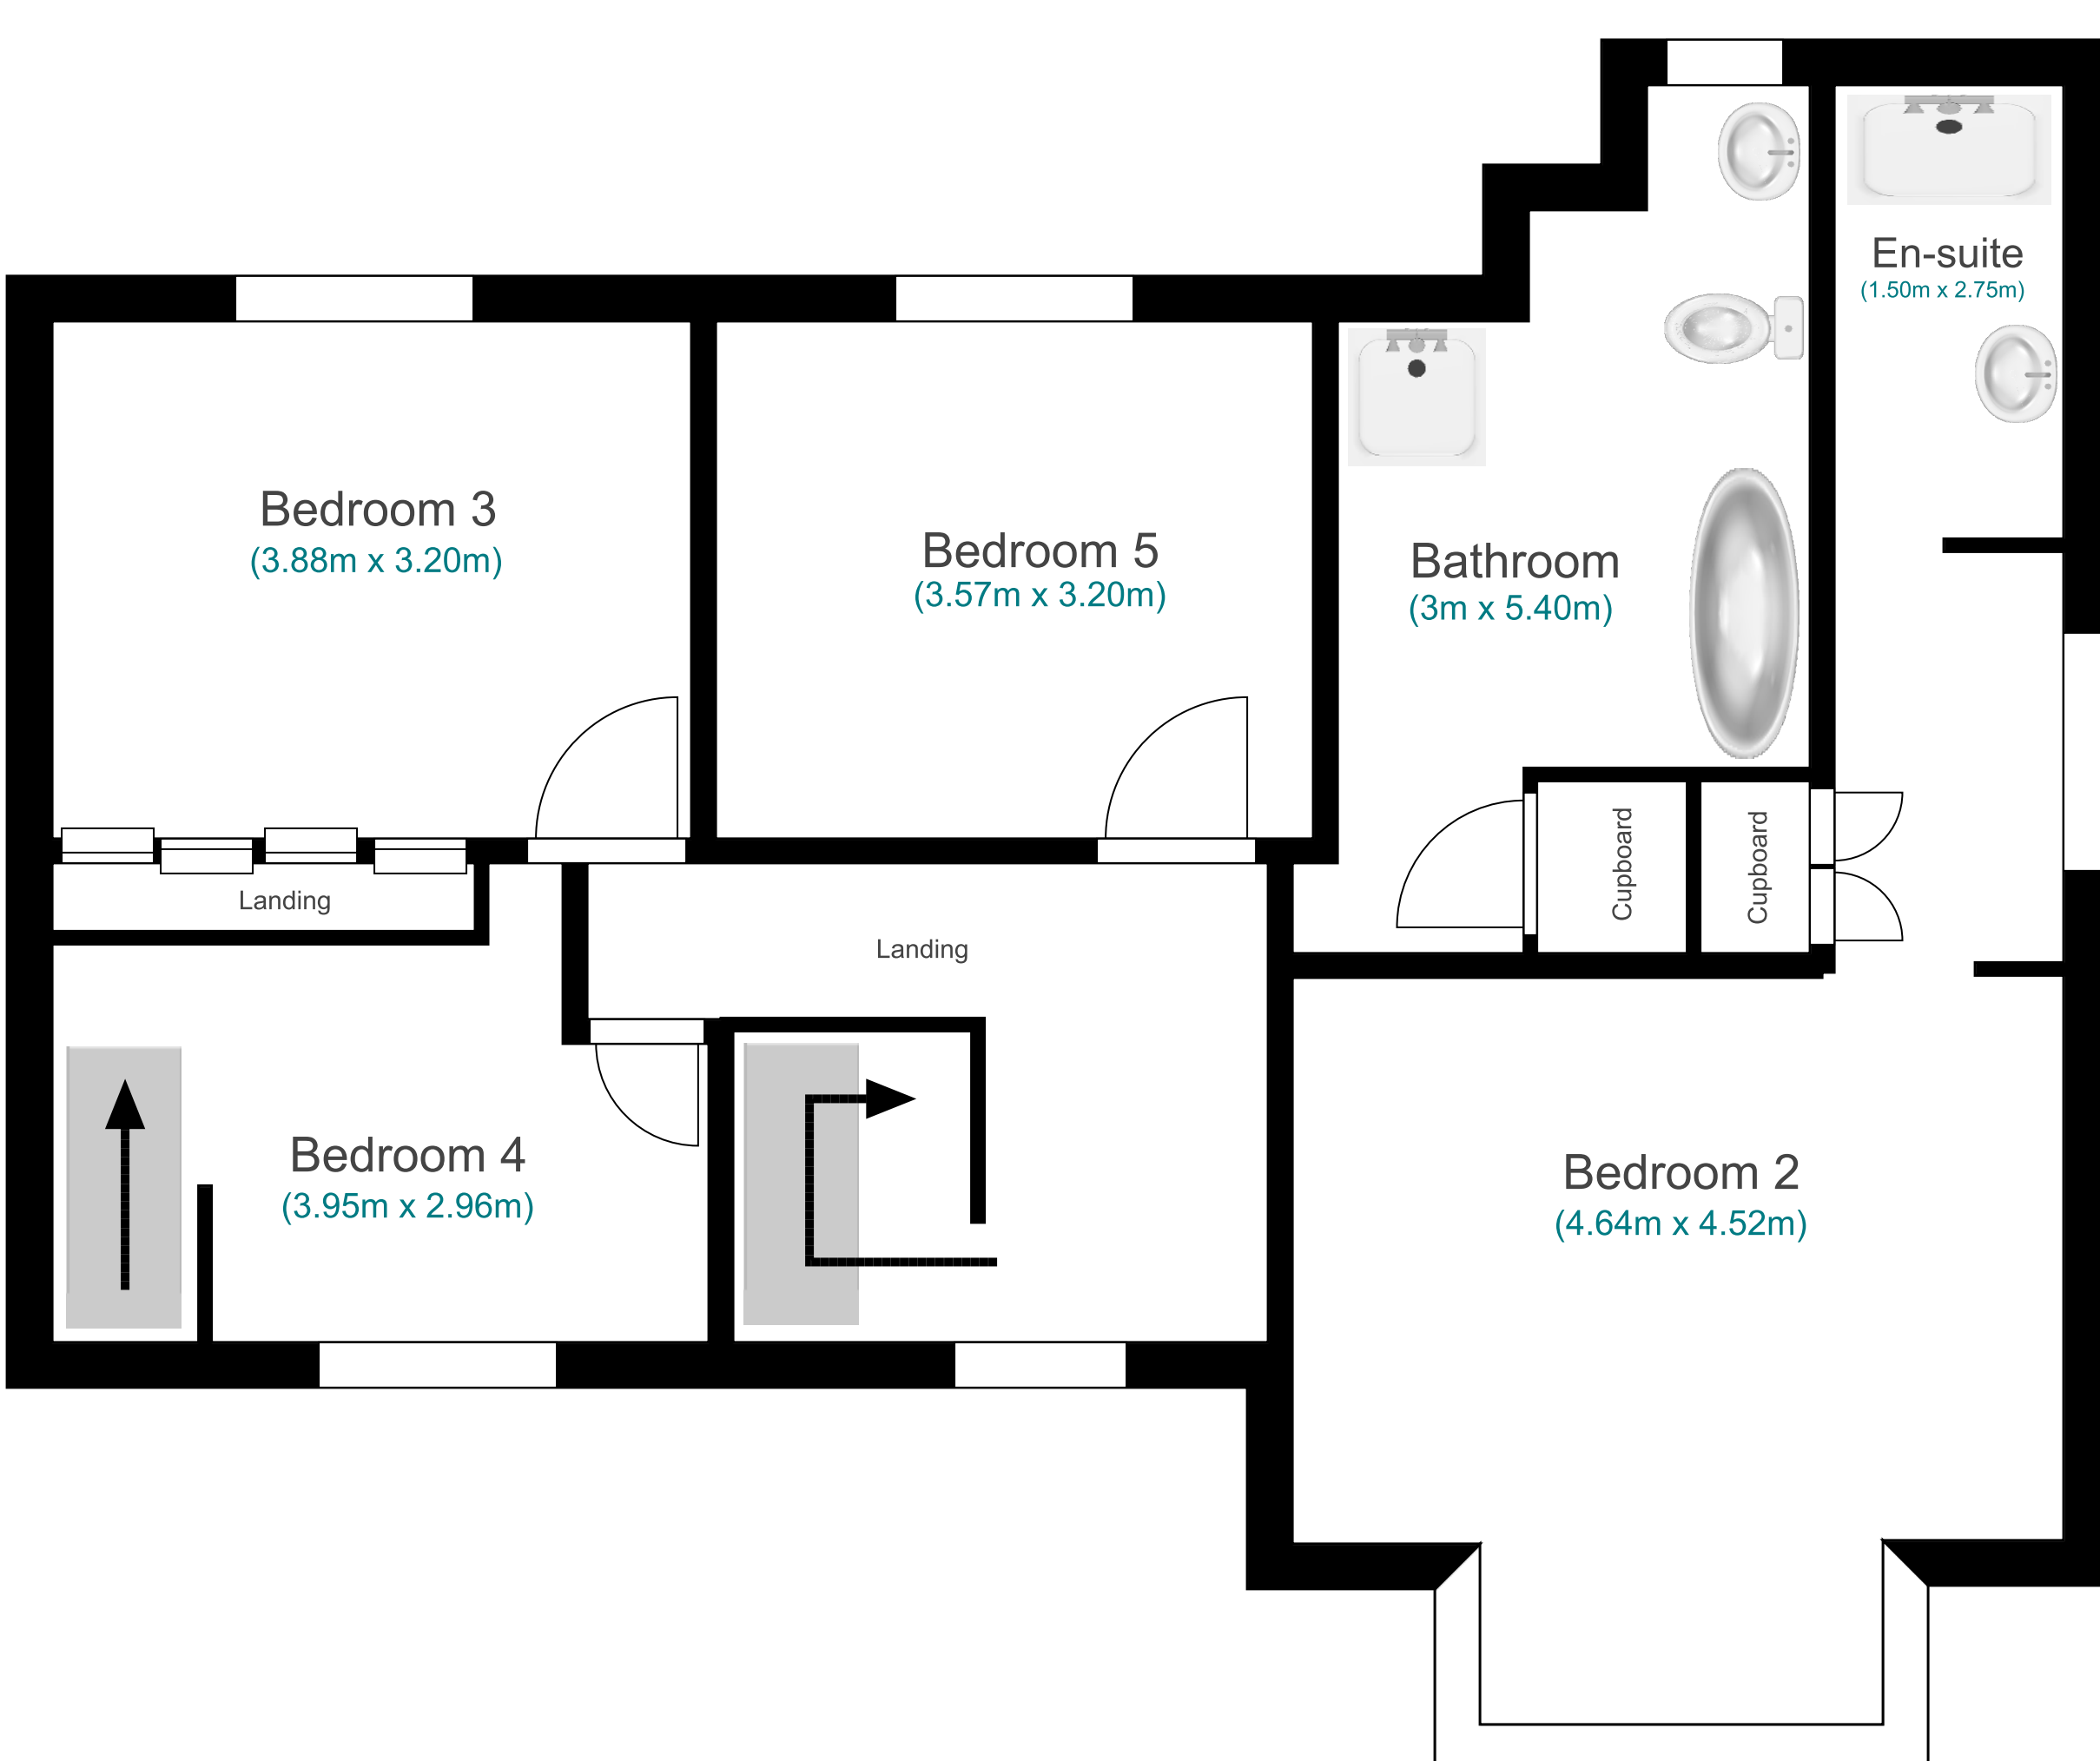 En-suite
(1.50m x 2.75m)
Bedroom 3
(3.88m x 3.20m)
Bedroom 5
(3.57m x 3.20m)
Bathroom
(3m x 5.40m)
Cupboard
Cupboard
Landing
Landing
Bedroom 4
(3.95m x 2.96m)
Bedroom 2
(4.64m x 4.52m)